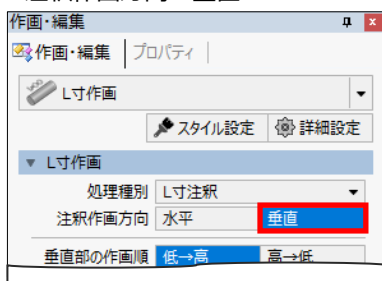 作画・編集
作画・編集 プロパティ
L寸作画
スタイル設定 詳細設定
L寸作画
処理種別 L寸注釈
注釈作画方向 水平 垂直
垂直部の作画順 低→高 高→低